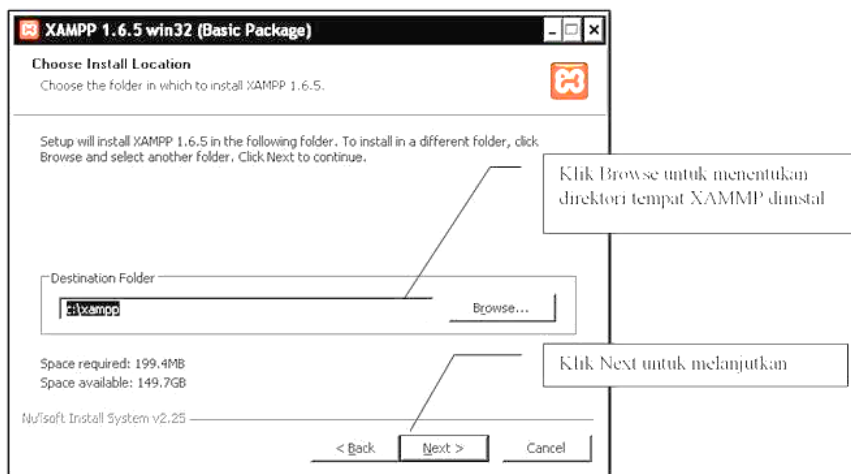 XAMPP 1.6.5 win32 (Basic Package)
Choose Install Location
Choose the folder in which to install XAMPP 1.6.5.
Setup will install XAMPP 1.6.5 in the following folder. To install in a different folder, click
Browse and select another folder. Click Next to continue.
Klik Browse untuk menentukan
direktori tempat XAMMP diinstal
Destination Folder
c:\xampp
Browse...
Space required: 199.4MB
Space available: 149.7GB
Klik Next untuk melanjutkan
Nullsoft Install System v2.25
< Back
Next >
Cancel